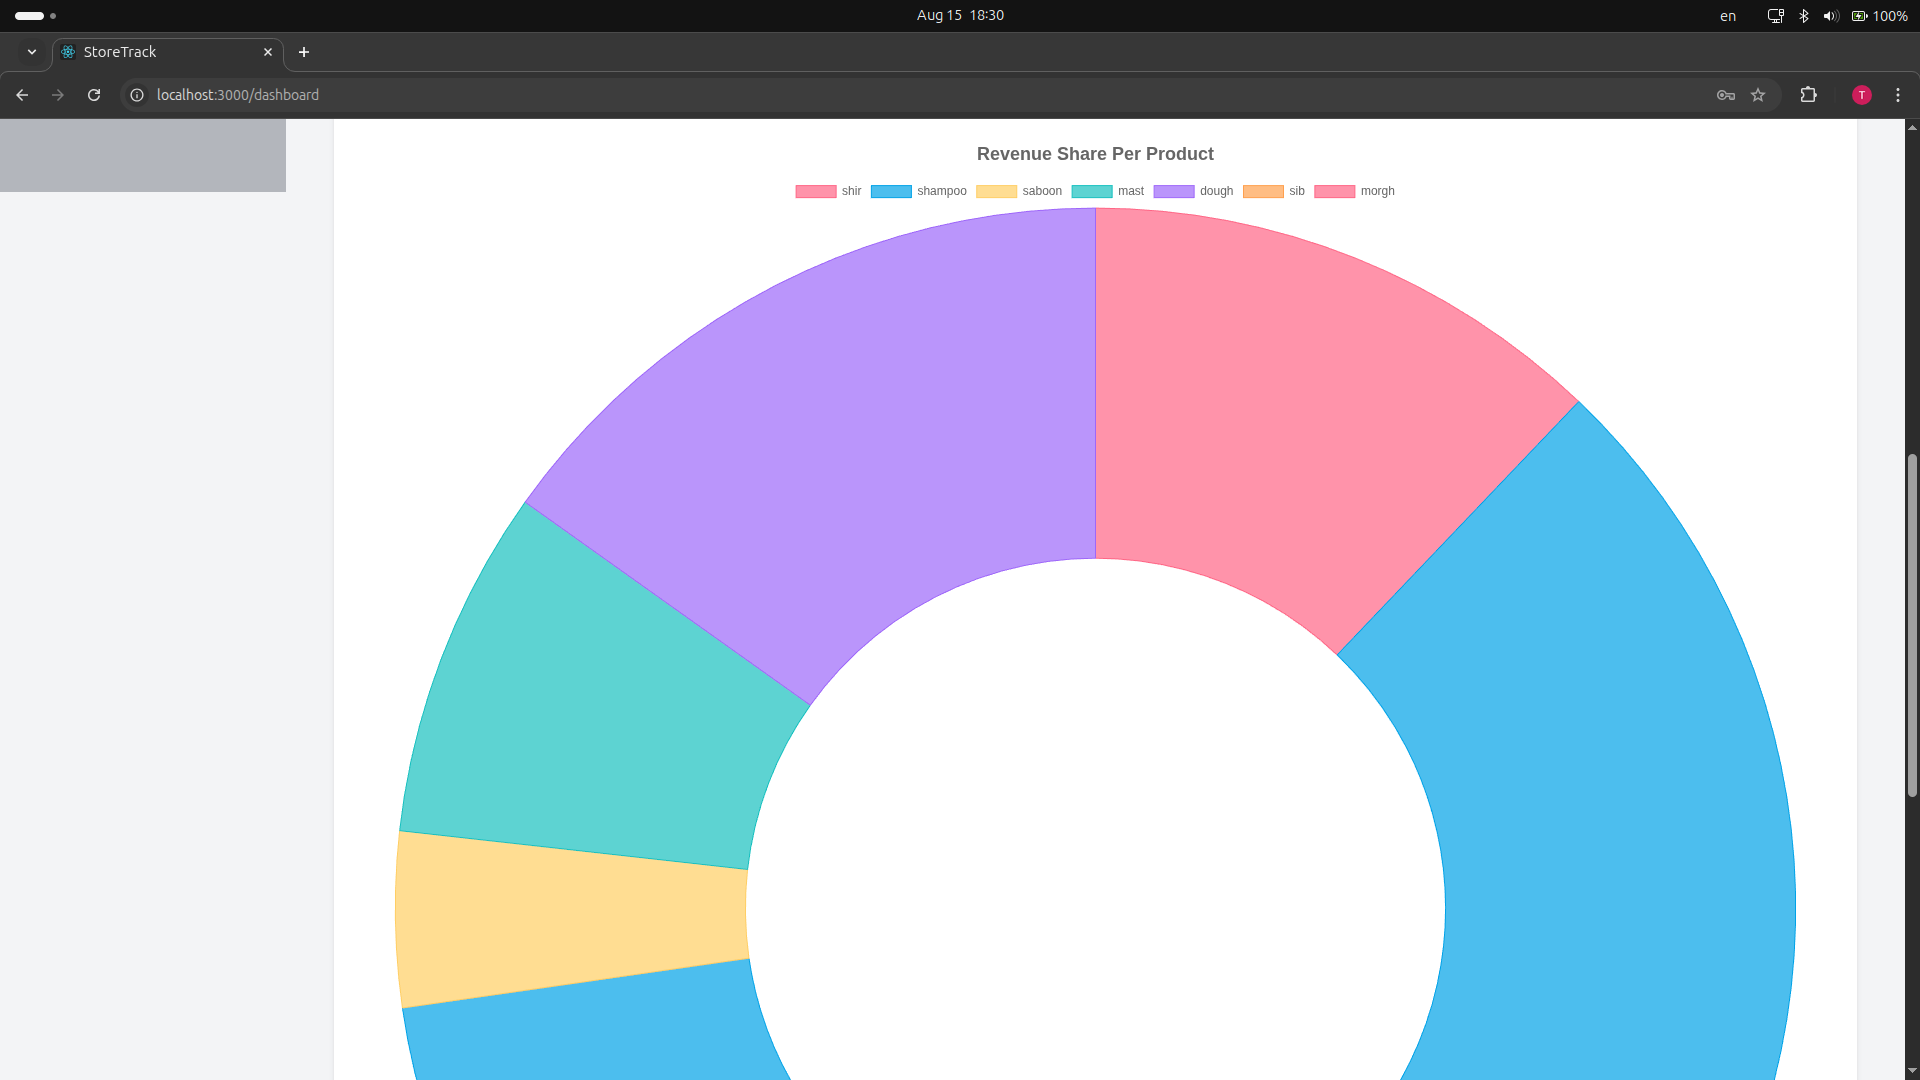 Aug 15 18:30
en
100%
StoreTrack
localhost:3000/dashboard
T
Revenue Share Per Product
shir shampoo saboon mast dough sib morgh